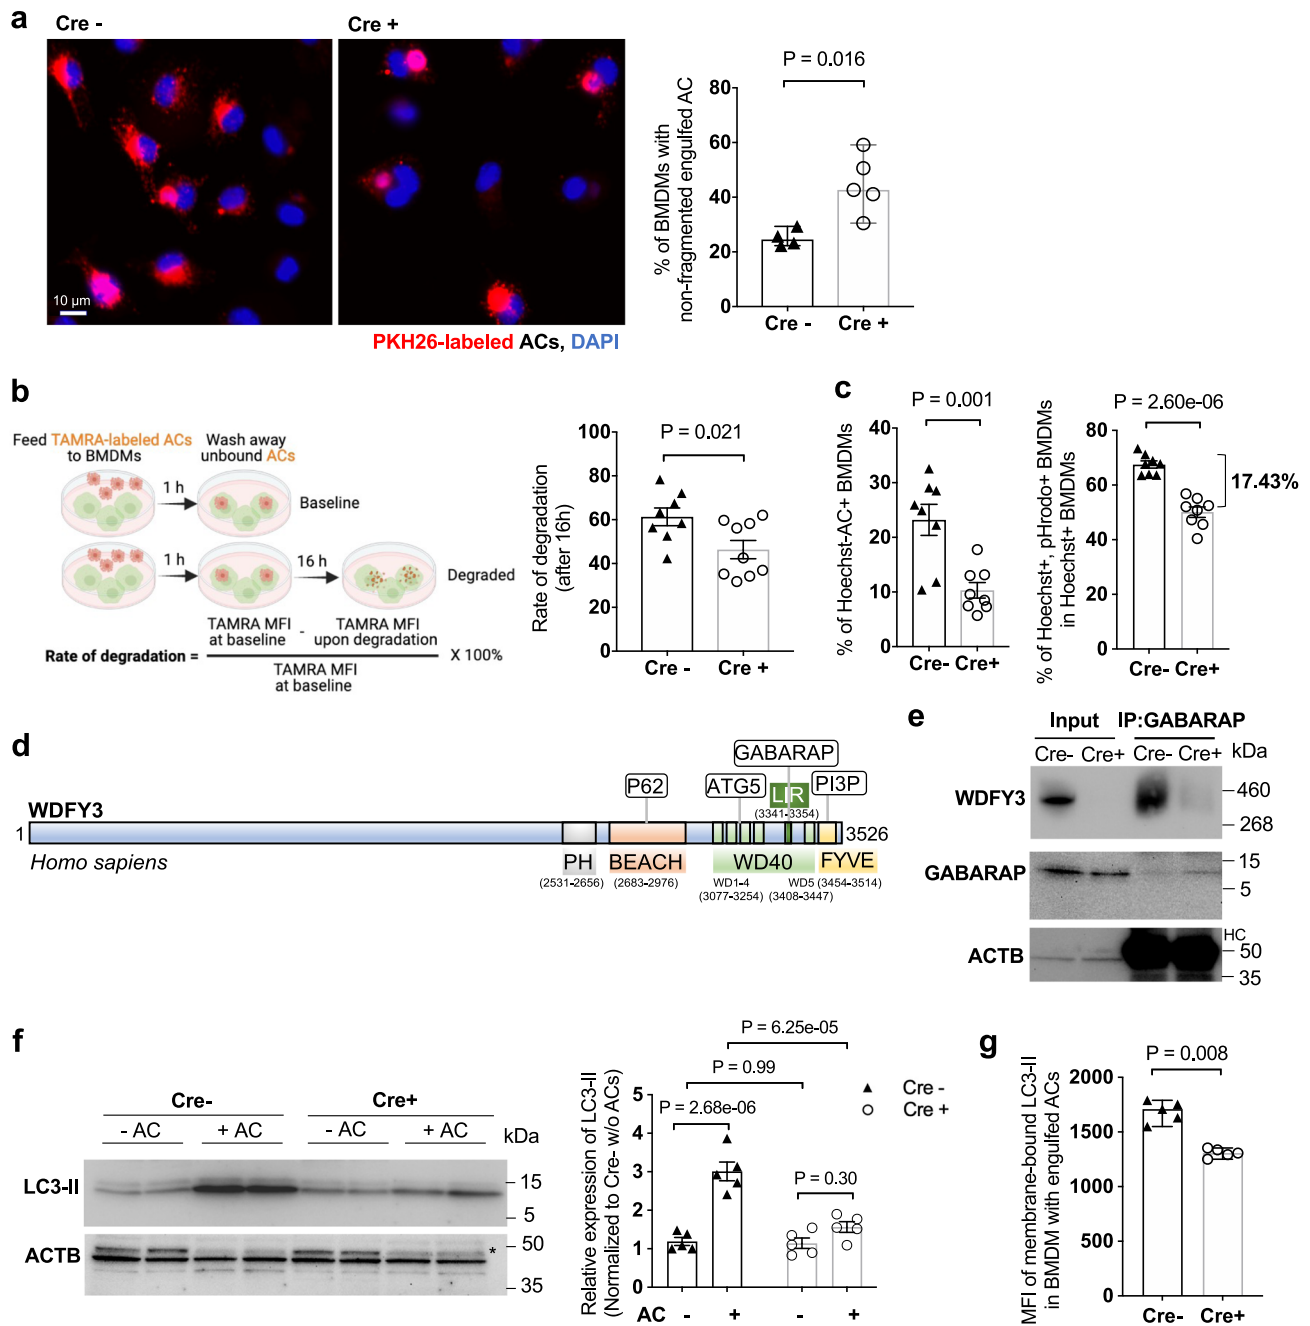 a
Cre -
Cre +
10 µm
PKH26-labeled ACs, DAPI
P = 0.016
% of BMDMs with
non-fragmented engulfed AC
80
60
40
20
0
Cre -
Cre +
b
Feed TAMRA-labeled ACs
to BMDMs
Wash away
unbound ACs
1 h
Baseline
1 h
16 h
Degraded
Rate of degradation =
TAMRA MFI
at baseline
-
TAMRA MFI
upon degradation
TAMRA MFI
at baseline
X 100%
P = 0.021
Rate of degradation
(after 16h)
100
80
60
40
20
0
Cre -
Cre +
c
P = 0.001
% of Hoechst-AC+ BMDMs
40
30
20
10
0
Cre-
Cre+
P = 2.60e-06
% of Hoechst+, pHrodo+ BMDMs
in Hoechst+ BMDMs
80
60
40
20
0
17.43%
Cre-
Cre+
d
GABARAP
P62
ATG5
LIR
PI3P
(3341-3354)
WDFY3
1
3526
Homo sapiens
PH
BEACH
WD40
FYVE
(2531-2656)
(2683-2976)
WD1-4
(3077-3254)
WD5
(3408-3447)
(3454-3514)
e
Input
IP:GABARAP
Cre-
Cre+
Cre-
Cre+
kDa
WDFY3
460
268
GABARAP
15
5
ACTB
HC
50
35
f
Cre-
Cre+
- AC
+ AC
- AC
+ AC
kDa
LC3-II
15
5
ACTB
50
*
35
P = 6.25e-05
P = 0.99
P = 2.68e-06
P = 0.30
Cre -
Cre +
Relative expression of LC3-II
(Normalized to Cre- w/o ACs)
5
4
3
2
1
0
AC
-
+
-
+
g
P = 0.008
MFI of membrane-bound LC3-II
in BMDM with engulfed ACs
2000
1500
1000
500
0
Cre-
Cre+